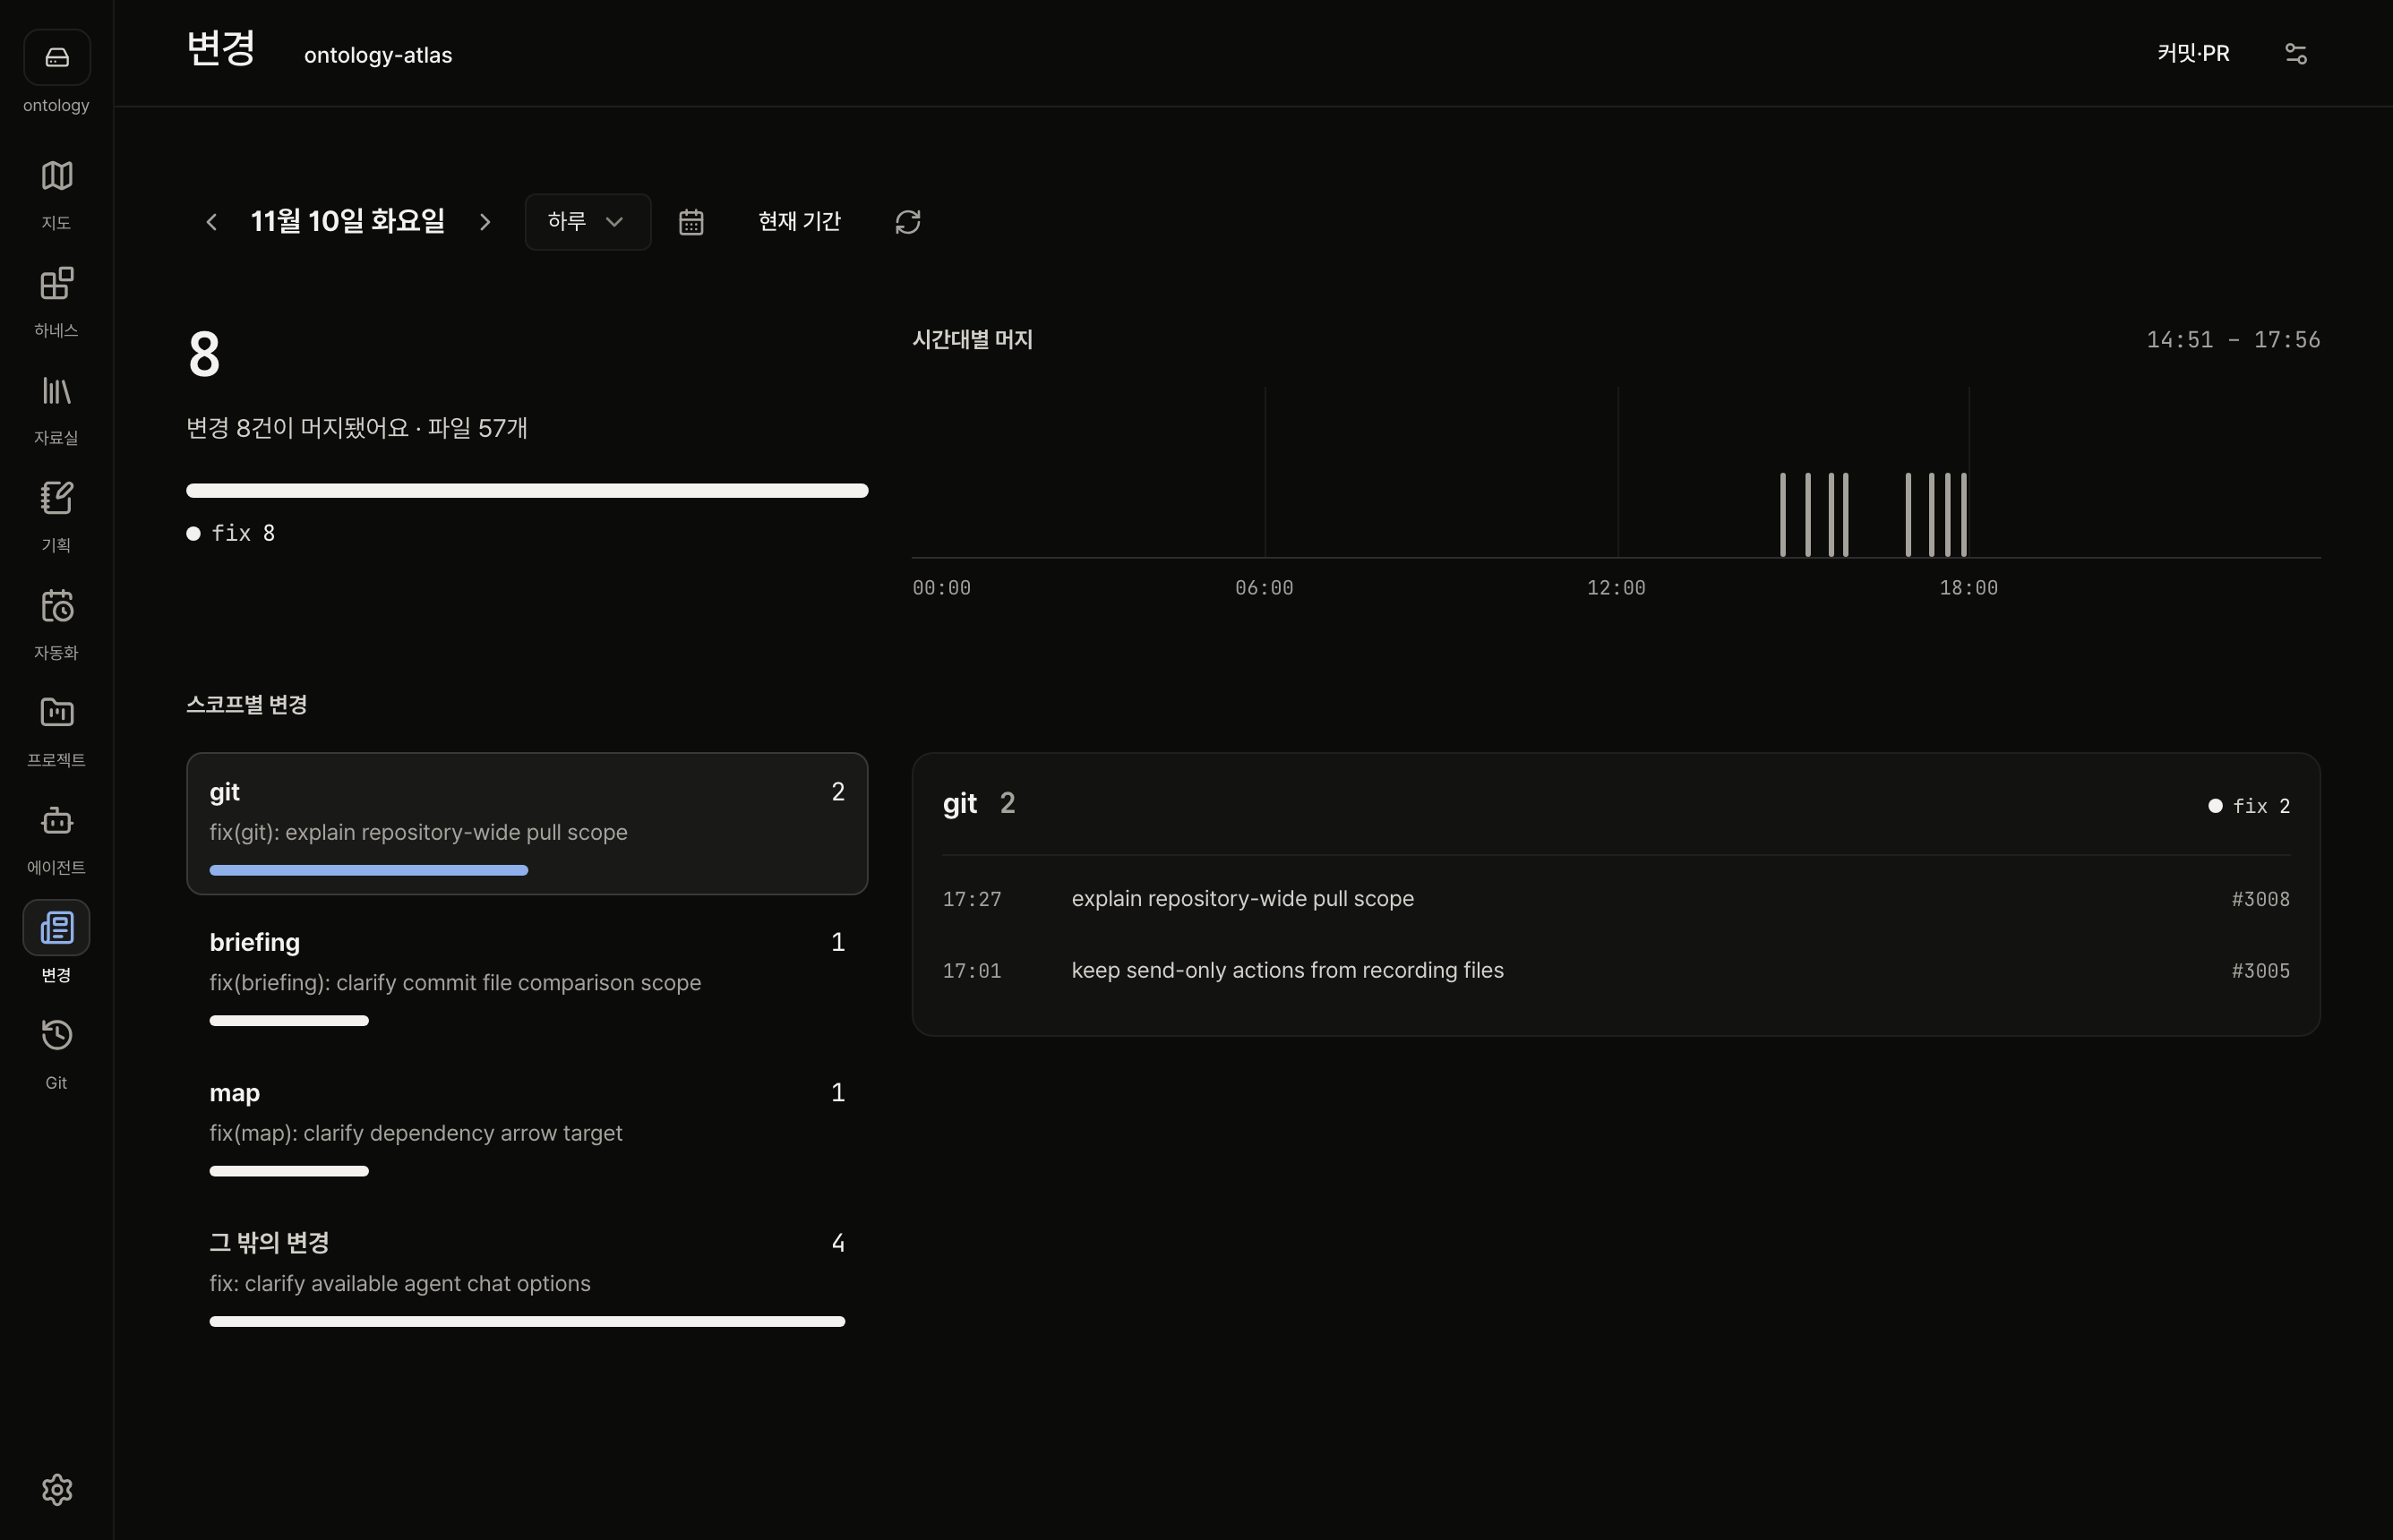 ontology
지도
하네스
자료실
기획
자동화
프로젝트
에이전트
변경
Git
변경 ontology-atlas
커밋·PR
11월 10일 화요일
하루
현재 기간
8
변경 8건이 머지됐어요 · 파일 57개
fix 8
시간대별 머지
14:51 – 17:56
00:00 06:00 12:00 18:00
스코프별 변경
git 2
fix(git): explain repository-wide pull scope
briefing 1
fix(briefing): clarify commit file comparison scope
map 1
fix(map): clarify dependency arrow target
그 밖의 변경 4
fix: clarify available agent chat options
git 2
fix 2
17:27 explain repository-wide pull scope #3008
17:01 keep send-only actions from recording files #3005